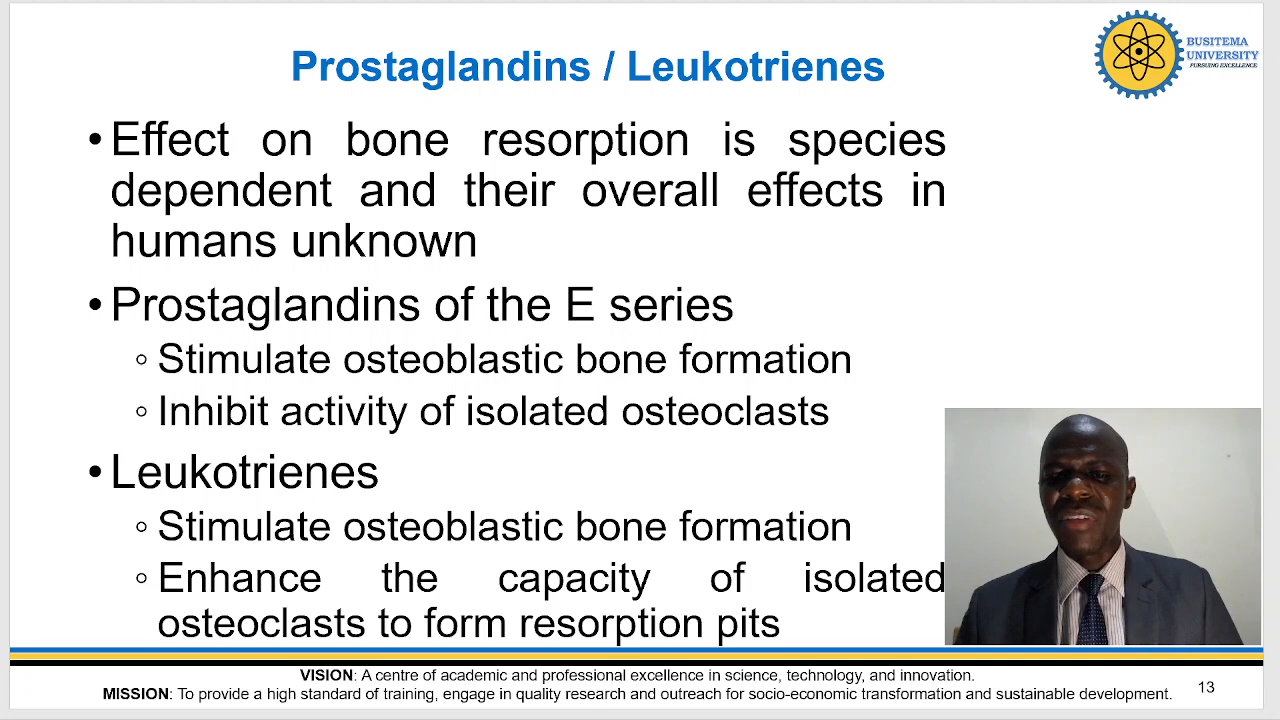 Prostaglandins / Leukotrienes
BUSITEMA
UNIVERSITY
PURSUING EXCELLENCE
• Effect on bone resorption is species
dependent and their overall effects in
humans unknown
• Prostaglandins of the E series
◦ Stimulate osteoblastic bone formation
◦ Inhibit activity of isolated osteoclasts
• Leukotrienes
◦ Stimulate osteoblastic bone formation
◦ Enhance the capacity of isolated
osteoclasts to form resorption pits
VISION: A centre of academic and professional excellence in science, technology, and innovation.
MISSION: To provide a high standard of training, engage in quality research and outreach for socio-economic transformation and sustainable development.
13